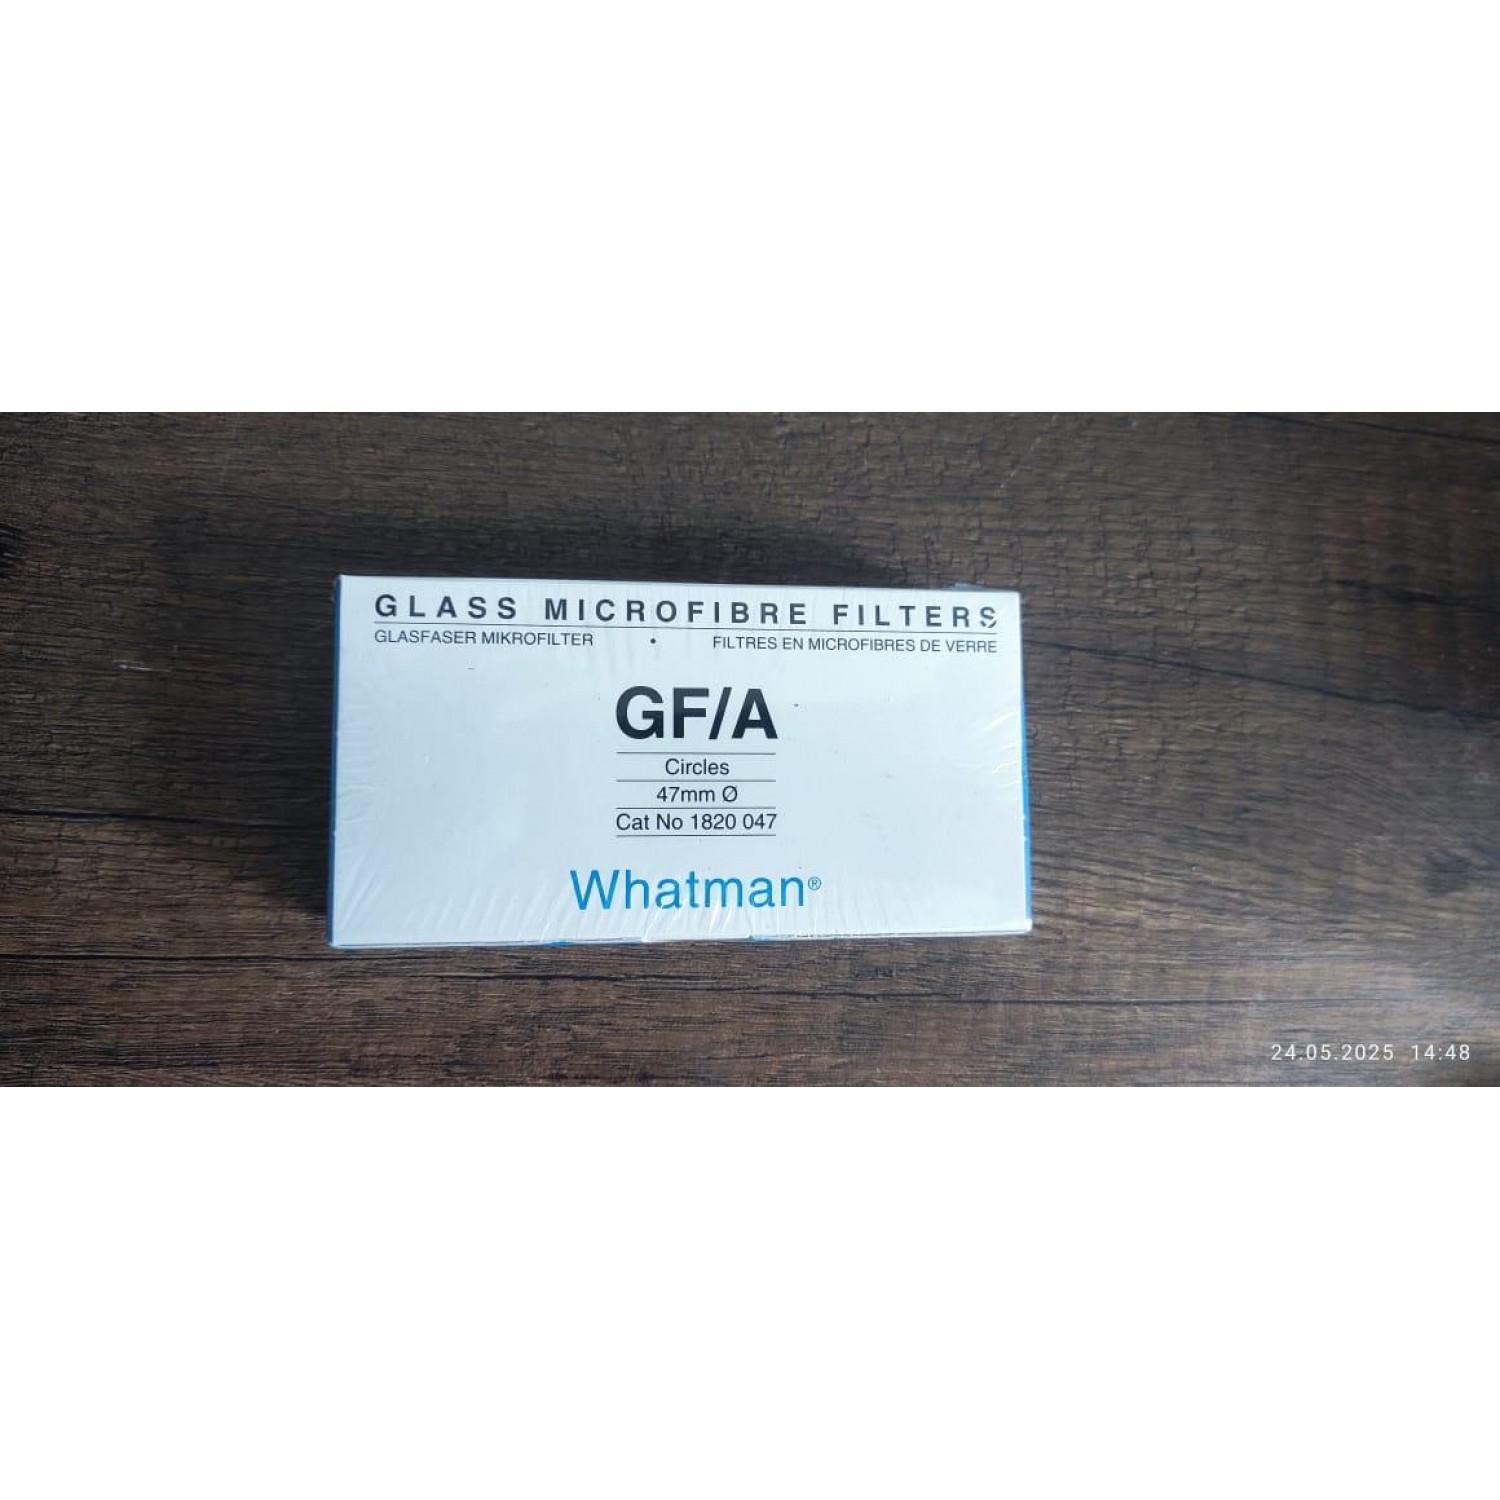 GLASS MICROFIBRE FILTERS
GLASFASER MIKROFILTER • FILTRES EN MICROFIBRES DE VERRE
GF/A
Circles
47mm Ø
Cat No 1820 047
Whatman®
24.05.2025 14:48